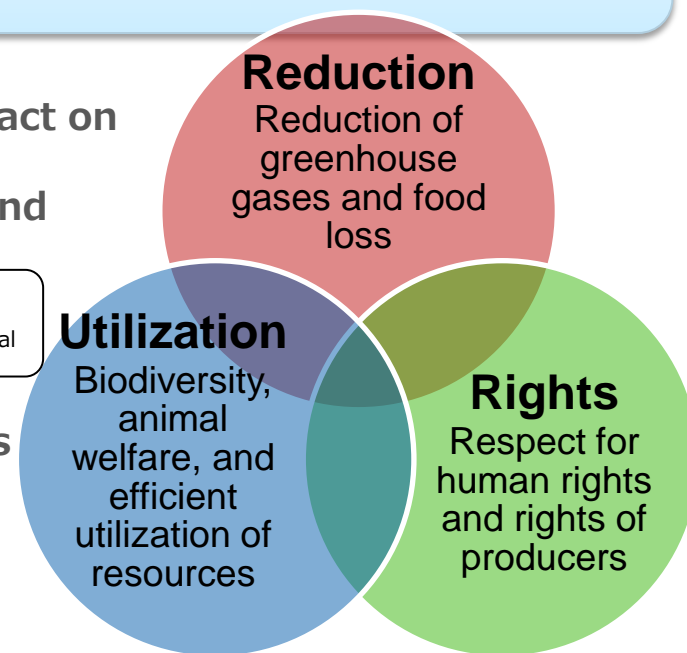 act on
nd
al
s
Reduction
Reduction of
greenhouse
gases and food
loss
Utilization
Biodiversity,
animal
welfare, and
efficient
utilization of
resources
Rights
Respect for
human rights
and rights of
producers